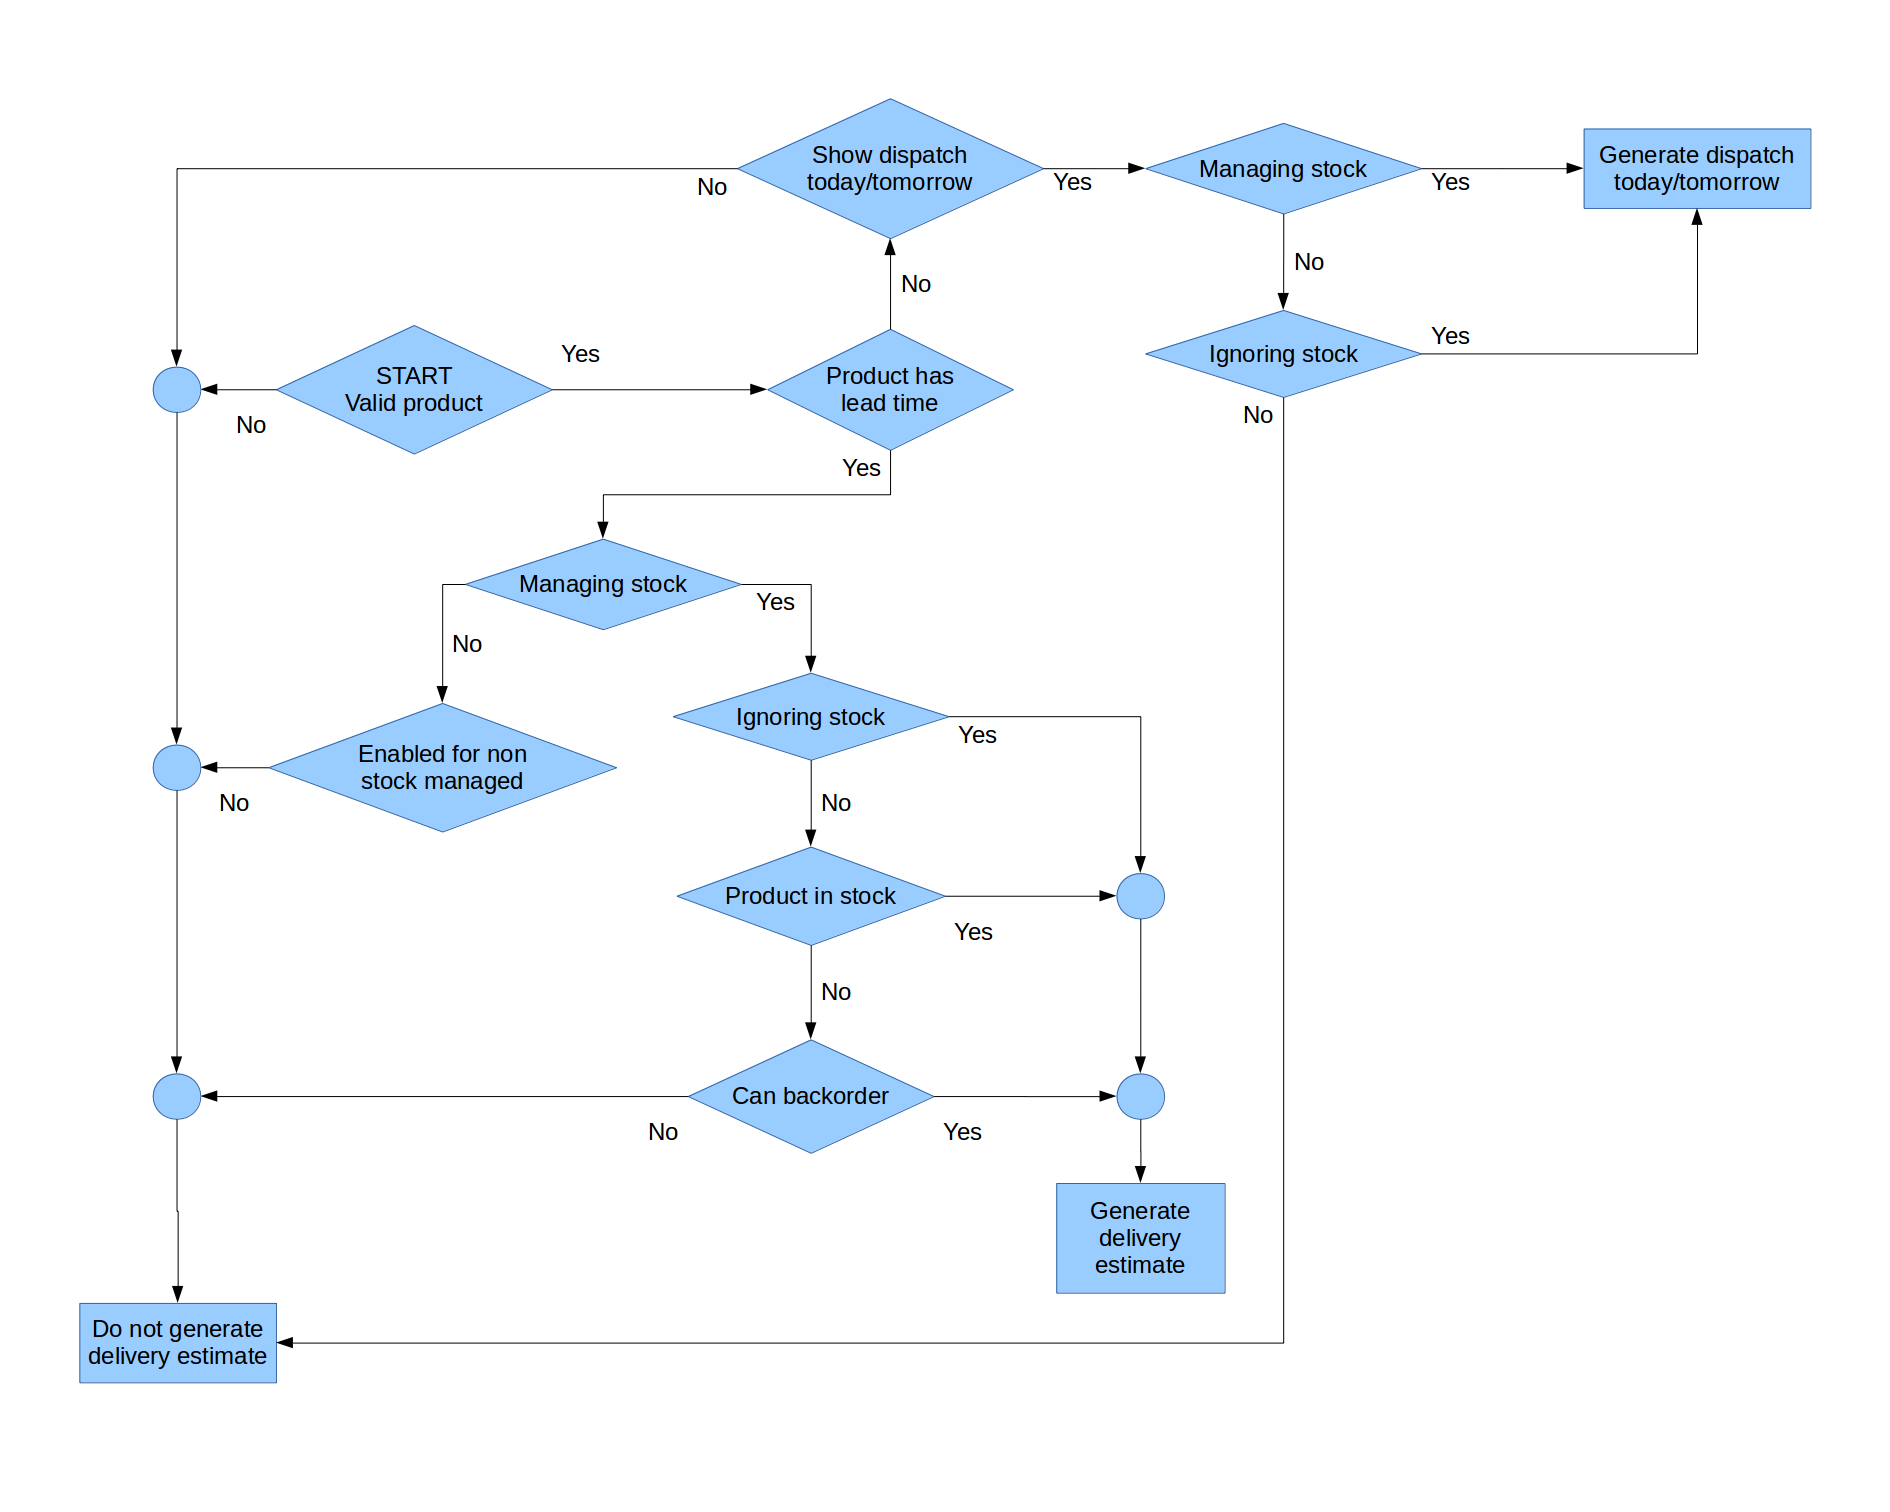 Show dispatch
today/tomorrow
Managing stock
Generate dispatch
today/tomorrow
No
Yes
Yes
No
No
Ignoring stock
Yes
START
Valid product
Yes
Product has
lead time
No
No
Yes
Managing stock
Yes
No
Ignoring stock
Yes
Enabled for non
stock managed
No
No
Product in stock
Yes
No
Can backorder
No
Yes
Generate
delivery
estimate
Do not generate
delivery estimate